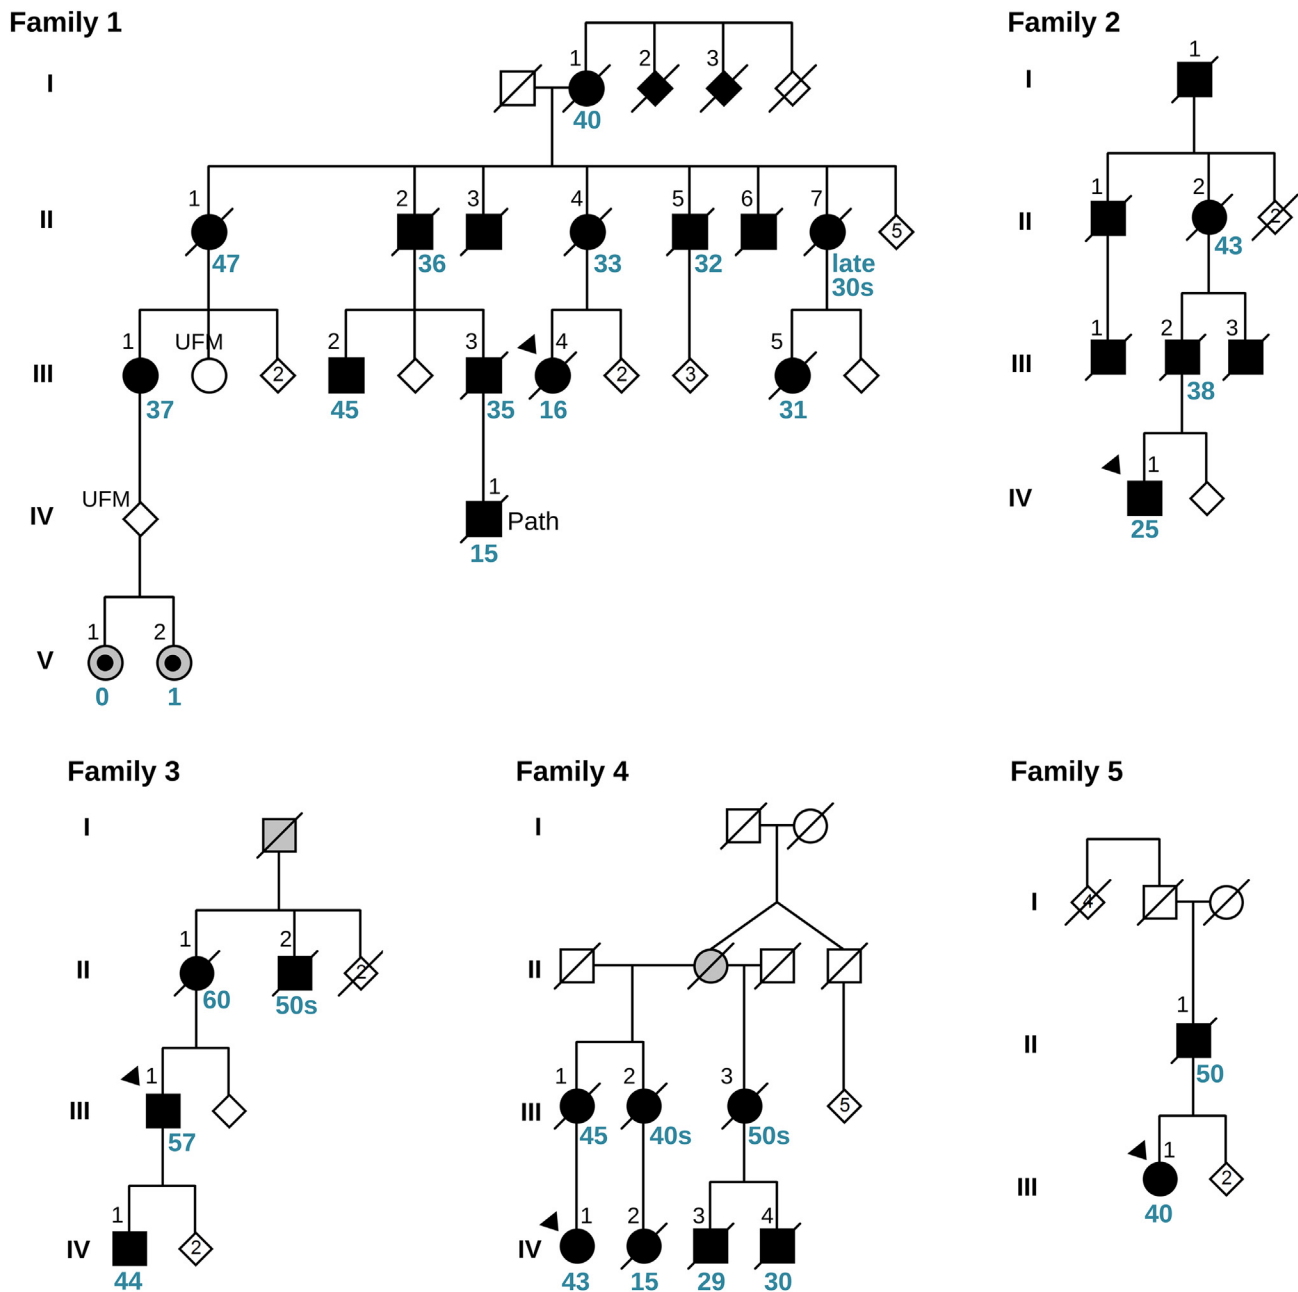 Family 1
I
1 2 3
40
II
1 2 3 4 5 6 7
5
47 36 33 32 late
30s
III
1 UFM 2 3 4 5
2 2 3
37 45 35 16 31
IV
UFM 1
Path
15
V
1 2
0 1
Family 2
I
1
II
1 2
2
43
III
1 2 3
38
IV
1
25
Family 3
I
II
1 2
2
60 50s
III
1
57
IV
1
2
44
Family 4
I
II
III
1 2 3
5
45 40s 50s
IV
1 2 3 4
43 15 29 30
Family 5
I
4
II
1
50
III
1
2
40